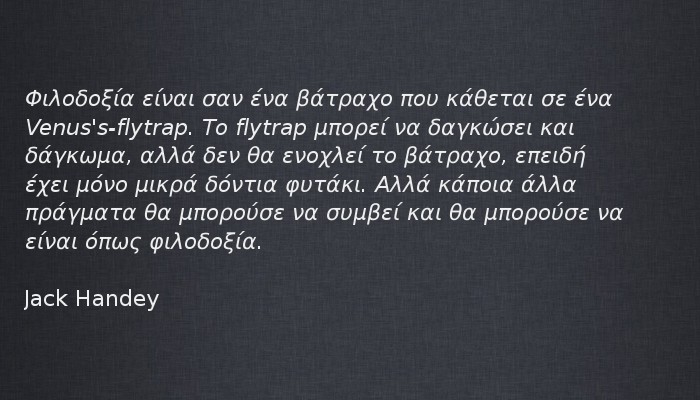 Φιλοδοξία είναι σαν ένα βάτραχο που κάθεται σε ένα
Venus's-flytrap. Το flytrap μπορεί να δαγκώσει και
δάγκωμα, αλλά δεν θα ενοχλεί το βάτραχο, επειδή
έχει μόνο μικρά δόντια φυτάκι. Αλλά κάποια άλλα
πράγματα θα μπορούσε να συμβεί και θα μπορούσε να
είναι όπως φιλοδοξία.
Jack Handey